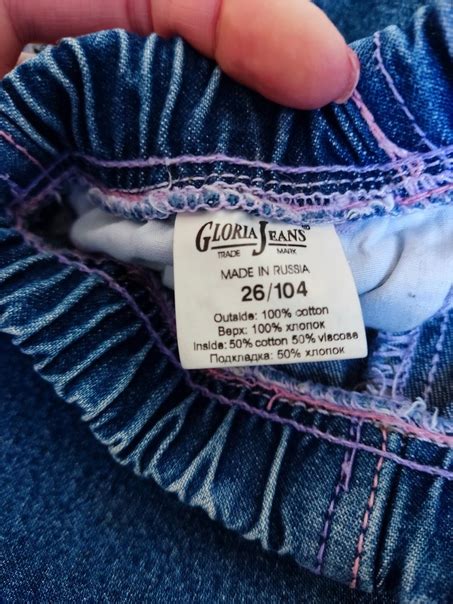 GLORIA JEANS®
TRADE MARK
MADE IN RUSSIA
26/104
Outside: 100% cotton
Верх: 100% хлопок
Inside: 50% cotton 50% viscose
Подкладка: 50% хлопок